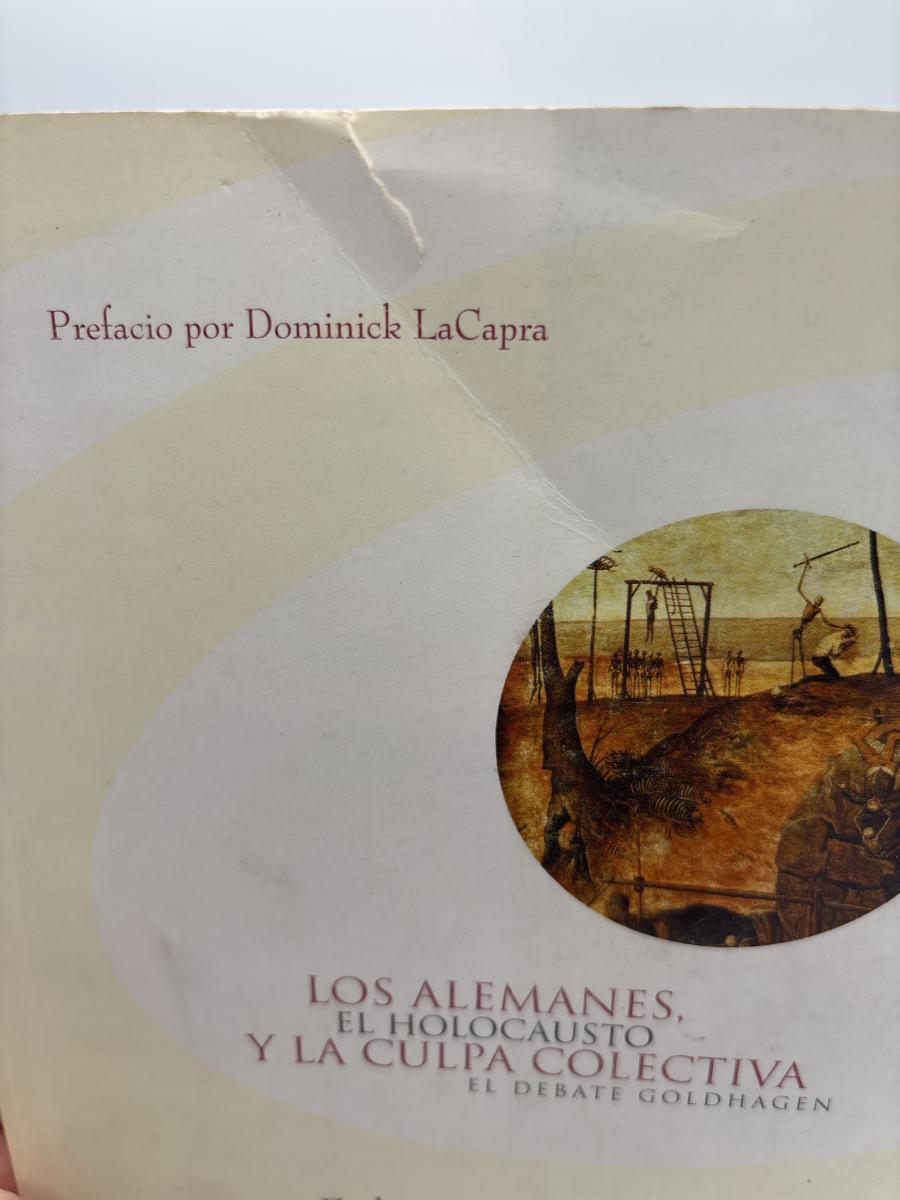 Prefacio por Dominick LaCapra
LOS ALEMANES,
EL HOLOCAUSTO
Y LA CULPA COLECTIVA
EL DEBATE GOLDHAGEN